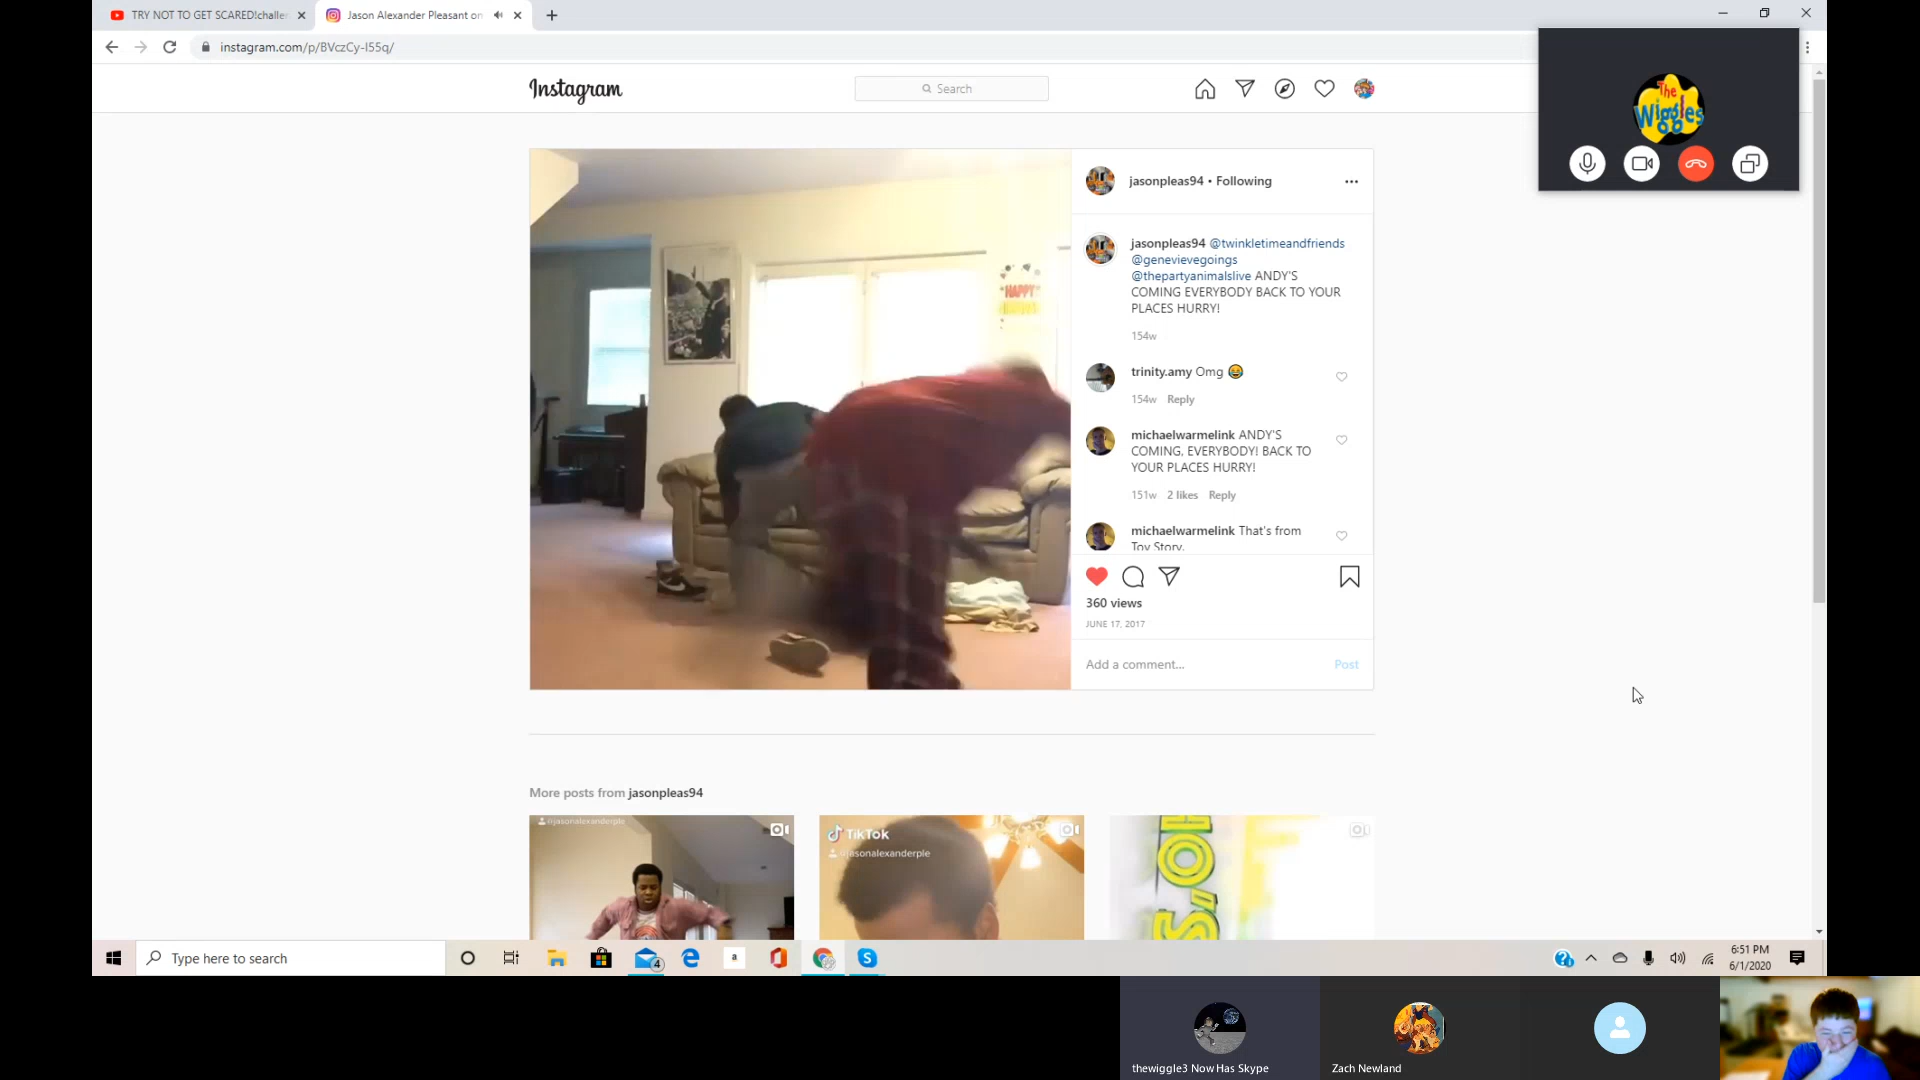 TRY NOT TO GET SCARED!challe
Jason Alexander Pleasant on
instagram.com/p/BVczCy-I55q/
Instagram
Search
The
Wiggles
jasonpleas94 • Following
jasonpleas94 @twinkletimeandfriends
@genevievegoings
@thepartyanimalslive ANDY'S
COMING EVERYBODY BACK TO YOUR
PLACES HURRY!
154w
trinity.amy Omg 😂
154w Reply
michaelwarmelink ANDY'S
COMING, EVERYBODY! BACK TO
YOUR PLACES HURRY!
151w 2 likes Reply
michaelwarmelink That's from
Toy Story.
HAPPY
360 views
JUNE 17, 2017
Add a comment...
Post
More posts from jasonpleas94
@jasonalexanderple
TikTok
@jasonalexanderple
Type here to search
4
a
6:51 PM
6/1/2020
thewiggle3 Now Has Skype
Zach Newland